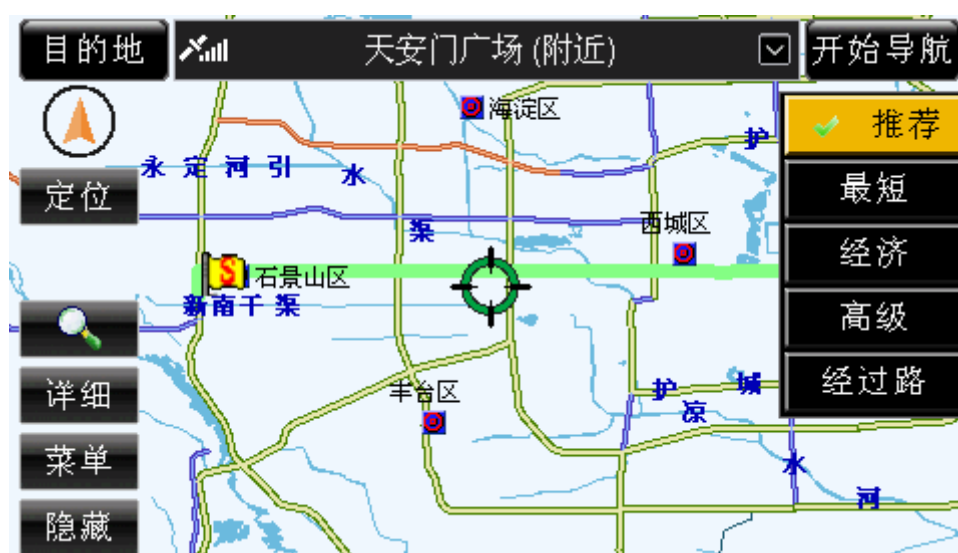 目的地
天安门广场 (附近)
开始导航
海淀区
推荐
护
永定河引水
定位
最短
渠
西城区
经济
S
石景山区
新南干渠
高级
详细
丰台区
护城
经过路
凉
菜单
水
河
隐藏